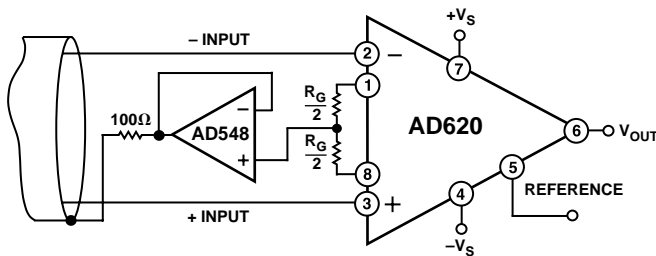 – INPUT
+VS
2
–
7
1
100Ω
–
AD548
+
RG
2
RG
2
AD620
6
VOUT
8
5
REFERENCE
4
3
+
–VS
+ INPUT